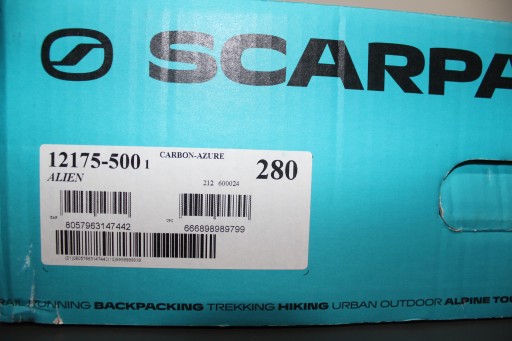 SCARPA
12175-500 1 CARBON-AZURE 280
ALIEN
212 600024
8057963147442 666898989799
RAIL RUNNING BACKPACKING TREKKING HIKING URBAN OUTDOOR ALPINE TOU